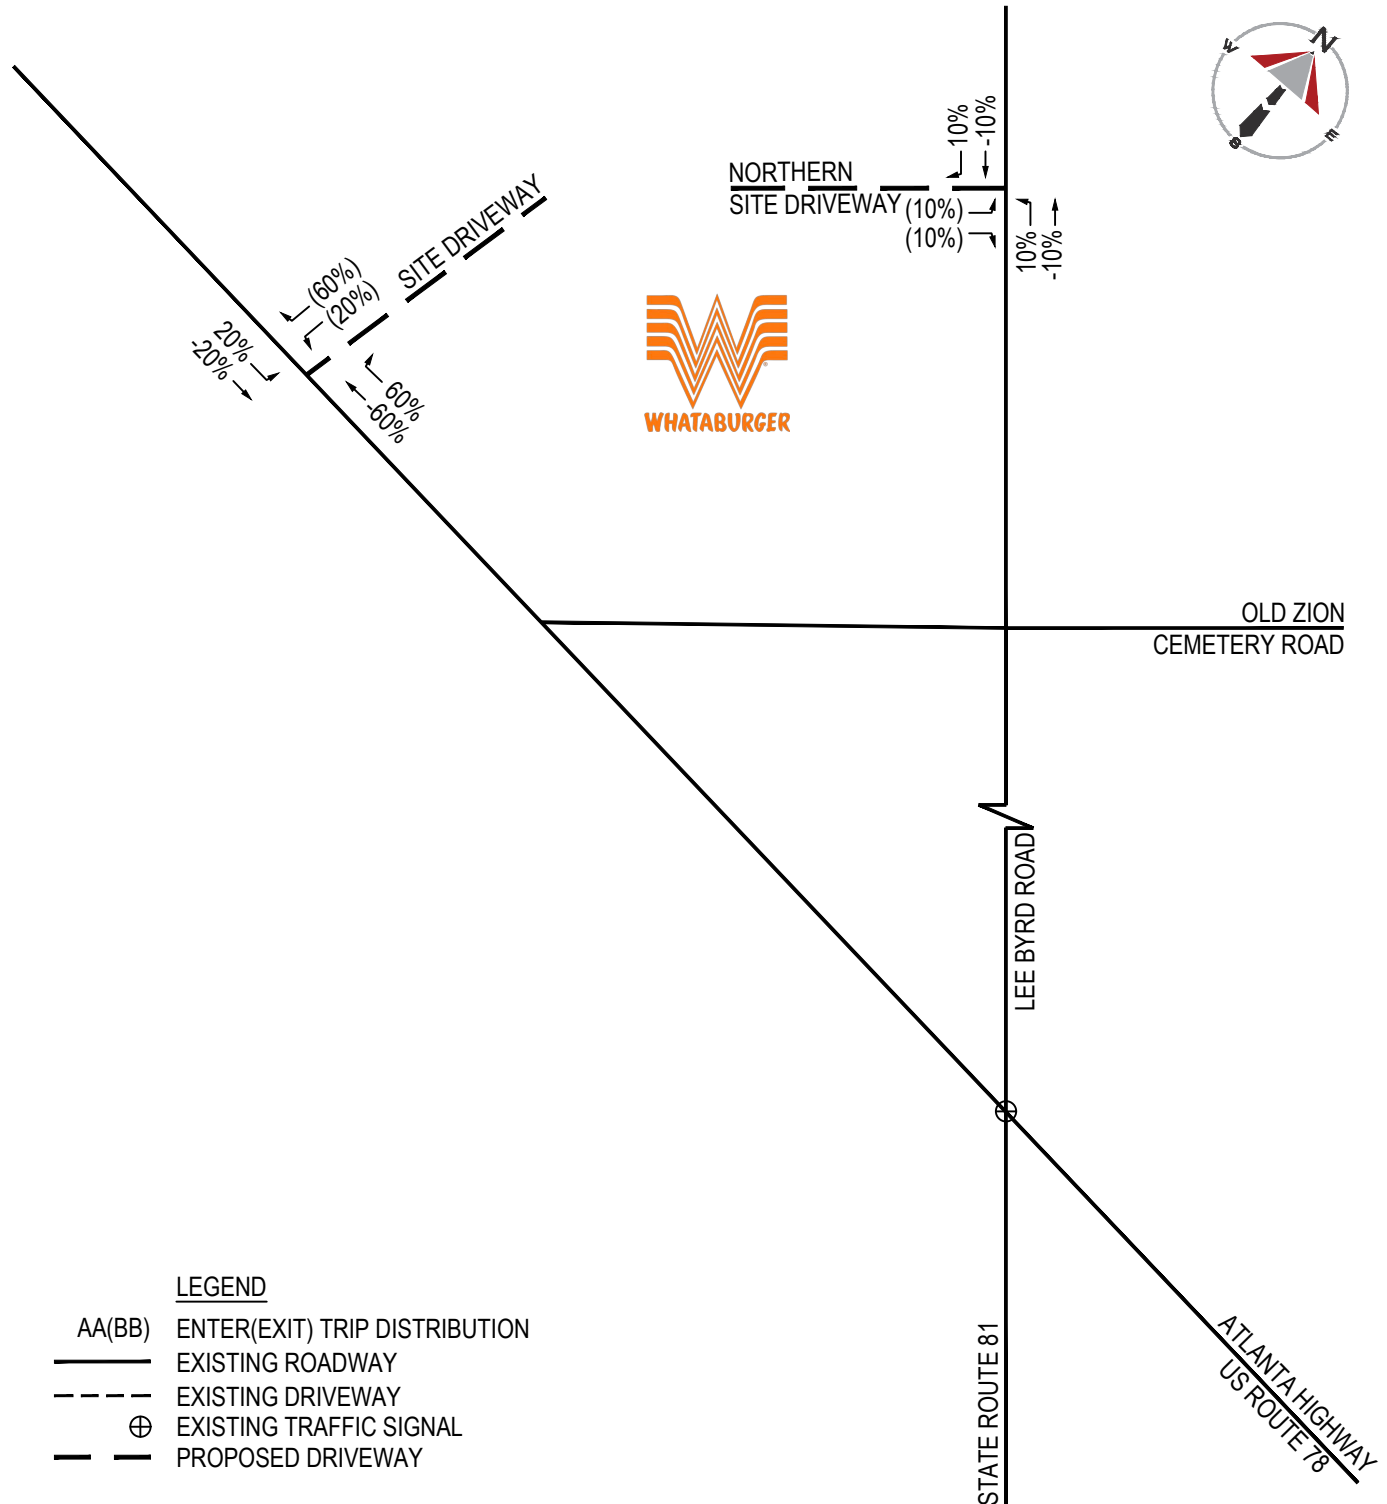 N
W
E
S
10%
-10%
NORTHERN
SITE DRIVEWAY
(10%)
(10%)
10%
-10%
SITE DRIVEWAY
(60%)
(20%)
20%
-20%
60%
-60%
WHATABURGER
OLD ZION
CEMETERY ROAD
LEE BYRD ROAD
STATE ROUTE 81
ATLANTA HIGHWAY
US ROUTE 78
LEGEND
AA(BB) ENTER(EXIT) TRIP DISTRIBUTION
EXISTING ROADWAY
EXISTING DRIVEWAY
EXISTING TRAFFIC SIGNAL
PROPOSED DRIVEWAY